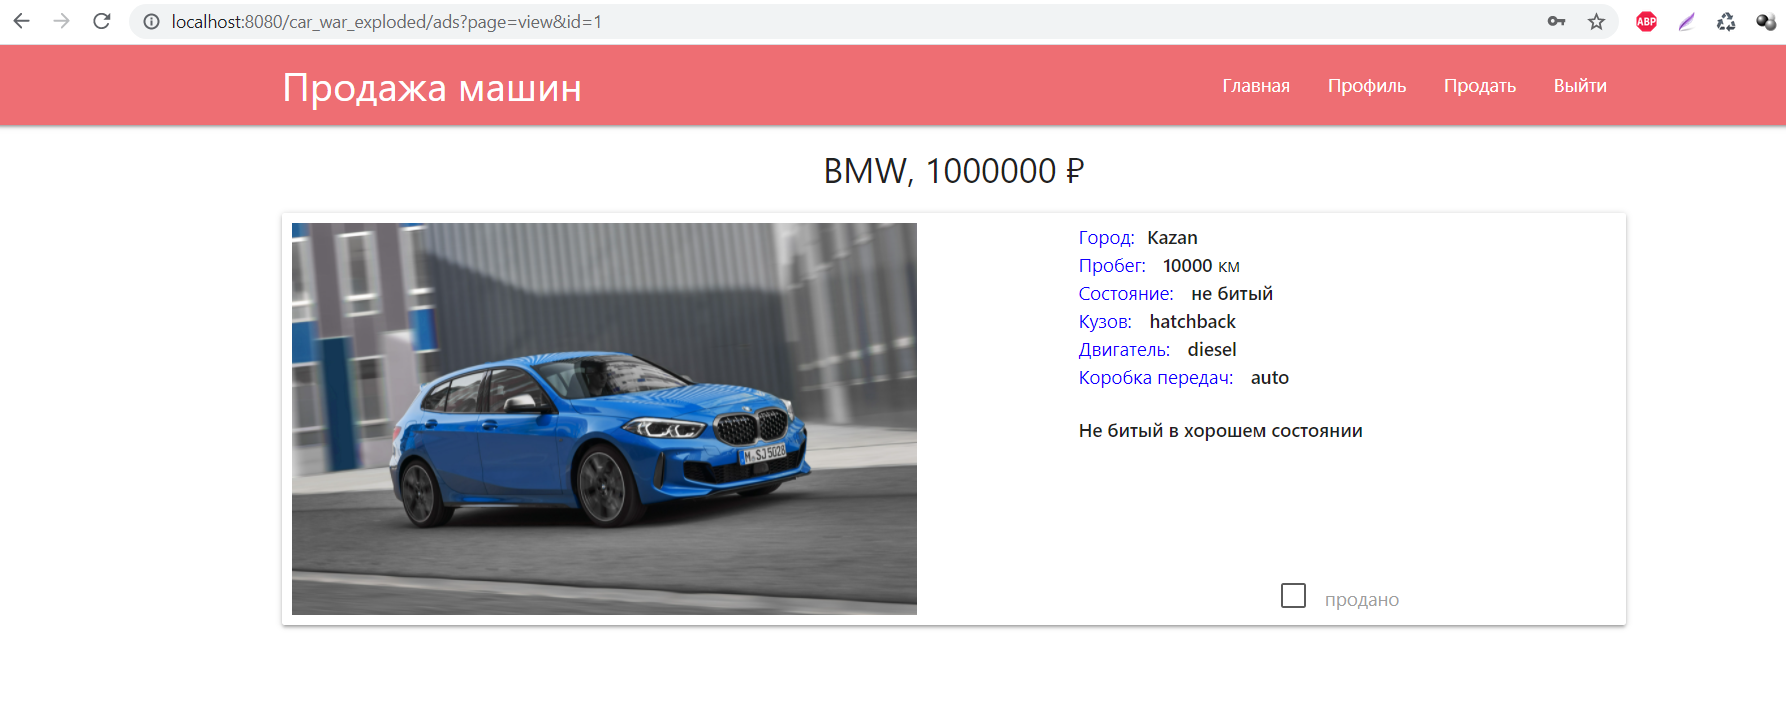 localhost:8080/car_war_exploded/ads?page=view&id=1
ABP
Продажа машин
Главная Профиль Продать Выйти
BMW, 1000000 ₽
Город: Kazan
Пробег: 10000 км
Состояние: не битый
Кузов: hatchback
Двигатель: diesel
Коробка передач: auto
Не битый в хорошем состоянии
M SJ 5028
продано